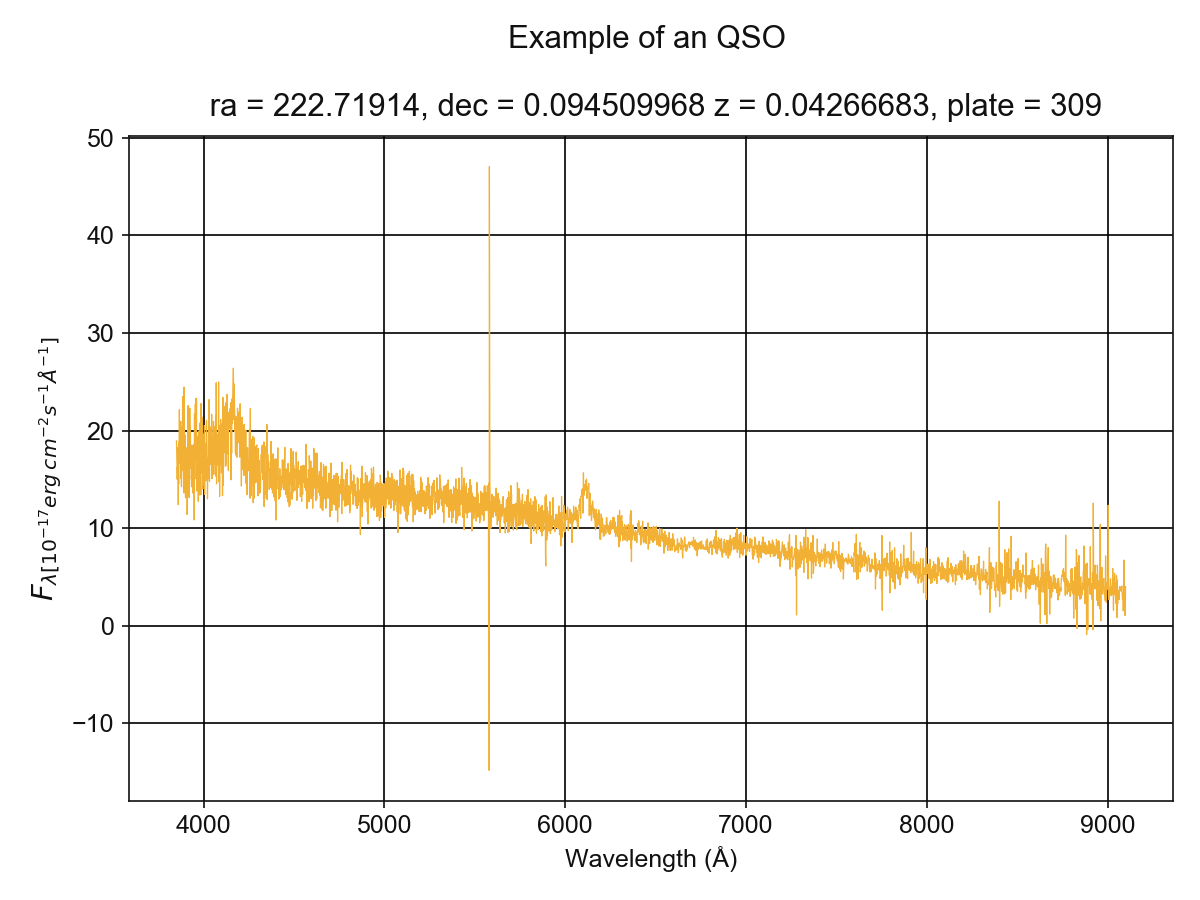 Example of an QSO
ra = 222.71914, dec = 0.094509968 z = 0.04266683, plate = 309
50
40
30
20
10
0
−10
F_{λ[10^{−17} erg cm^{−2} s^{−1} Å^{−1}]}
4000 5000 6000 7000 8000 9000
Wavelength (Å)